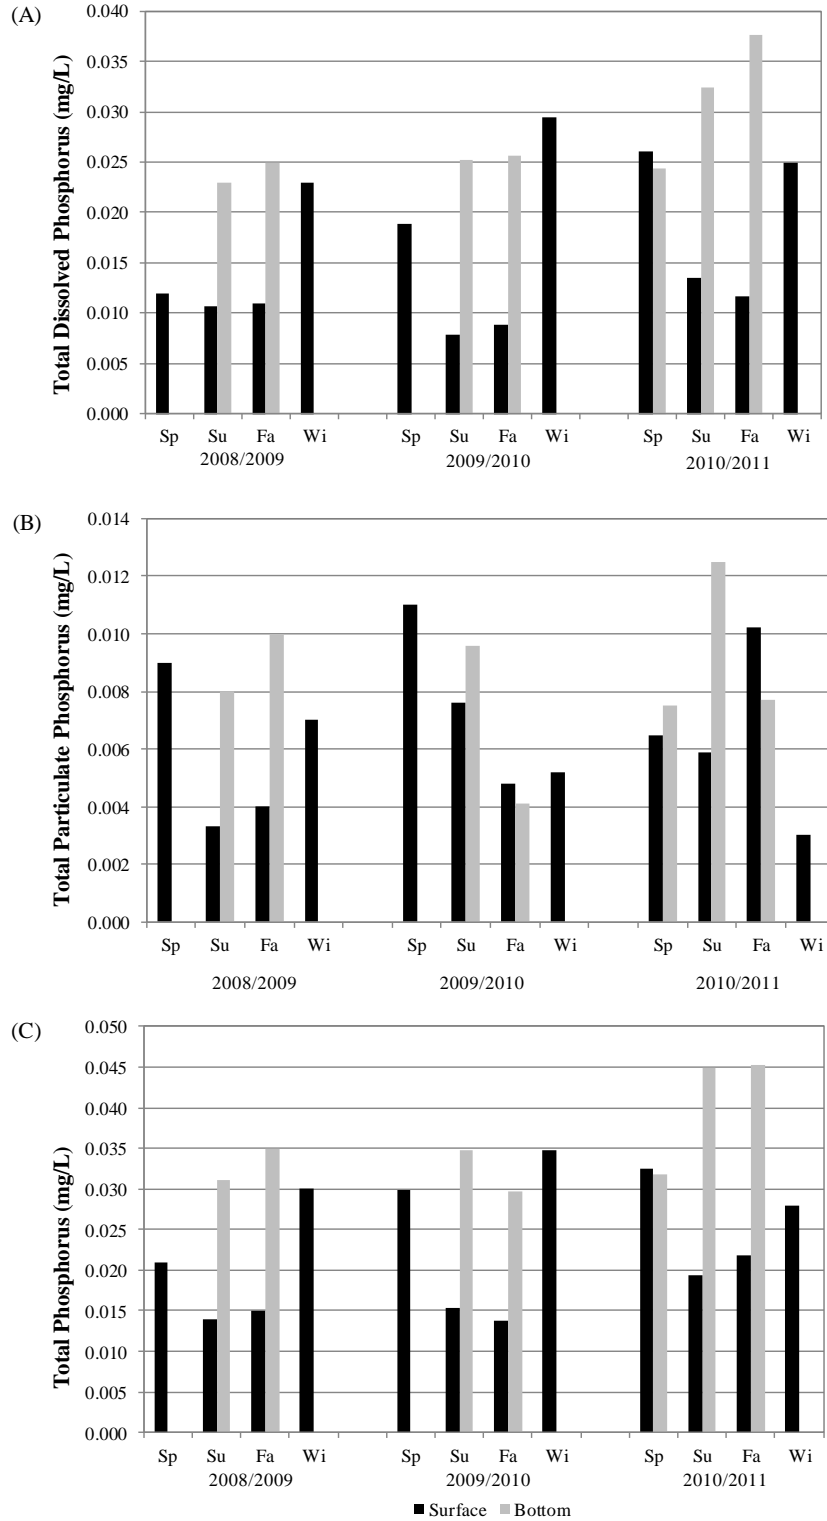 (A)
Total Dissolved Phosphorus (mg/L)
0.040
0.035
0.030
0.025
0.020
0.015
0.010
0.005
0.000
Sp Su Fa Wi Sp Su Fa Wi Sp Su Fa Wi
2008/2009 2009/2010 2010/2011
(B)
Total Particulate Phosphorus (mg/L)
0.014
0.012
0.010
0.008
0.006
0.004
0.002
0.000
Sp Su Fa Wi Sp Su Fa Wi Sp Su Fa Wi
2008/2009 2009/2010 2010/2011
(C)
Total Phosphorus (mg/L)
0.050
0.045
0.040
0.035
0.030
0.025
0.020
0.015
0.010
0.005
0.000
Sp Su Fa Wi Sp Su Fa Wi Sp Su Fa Wi
2008/2009 2009/2010 2010/2011
Surface Bottom